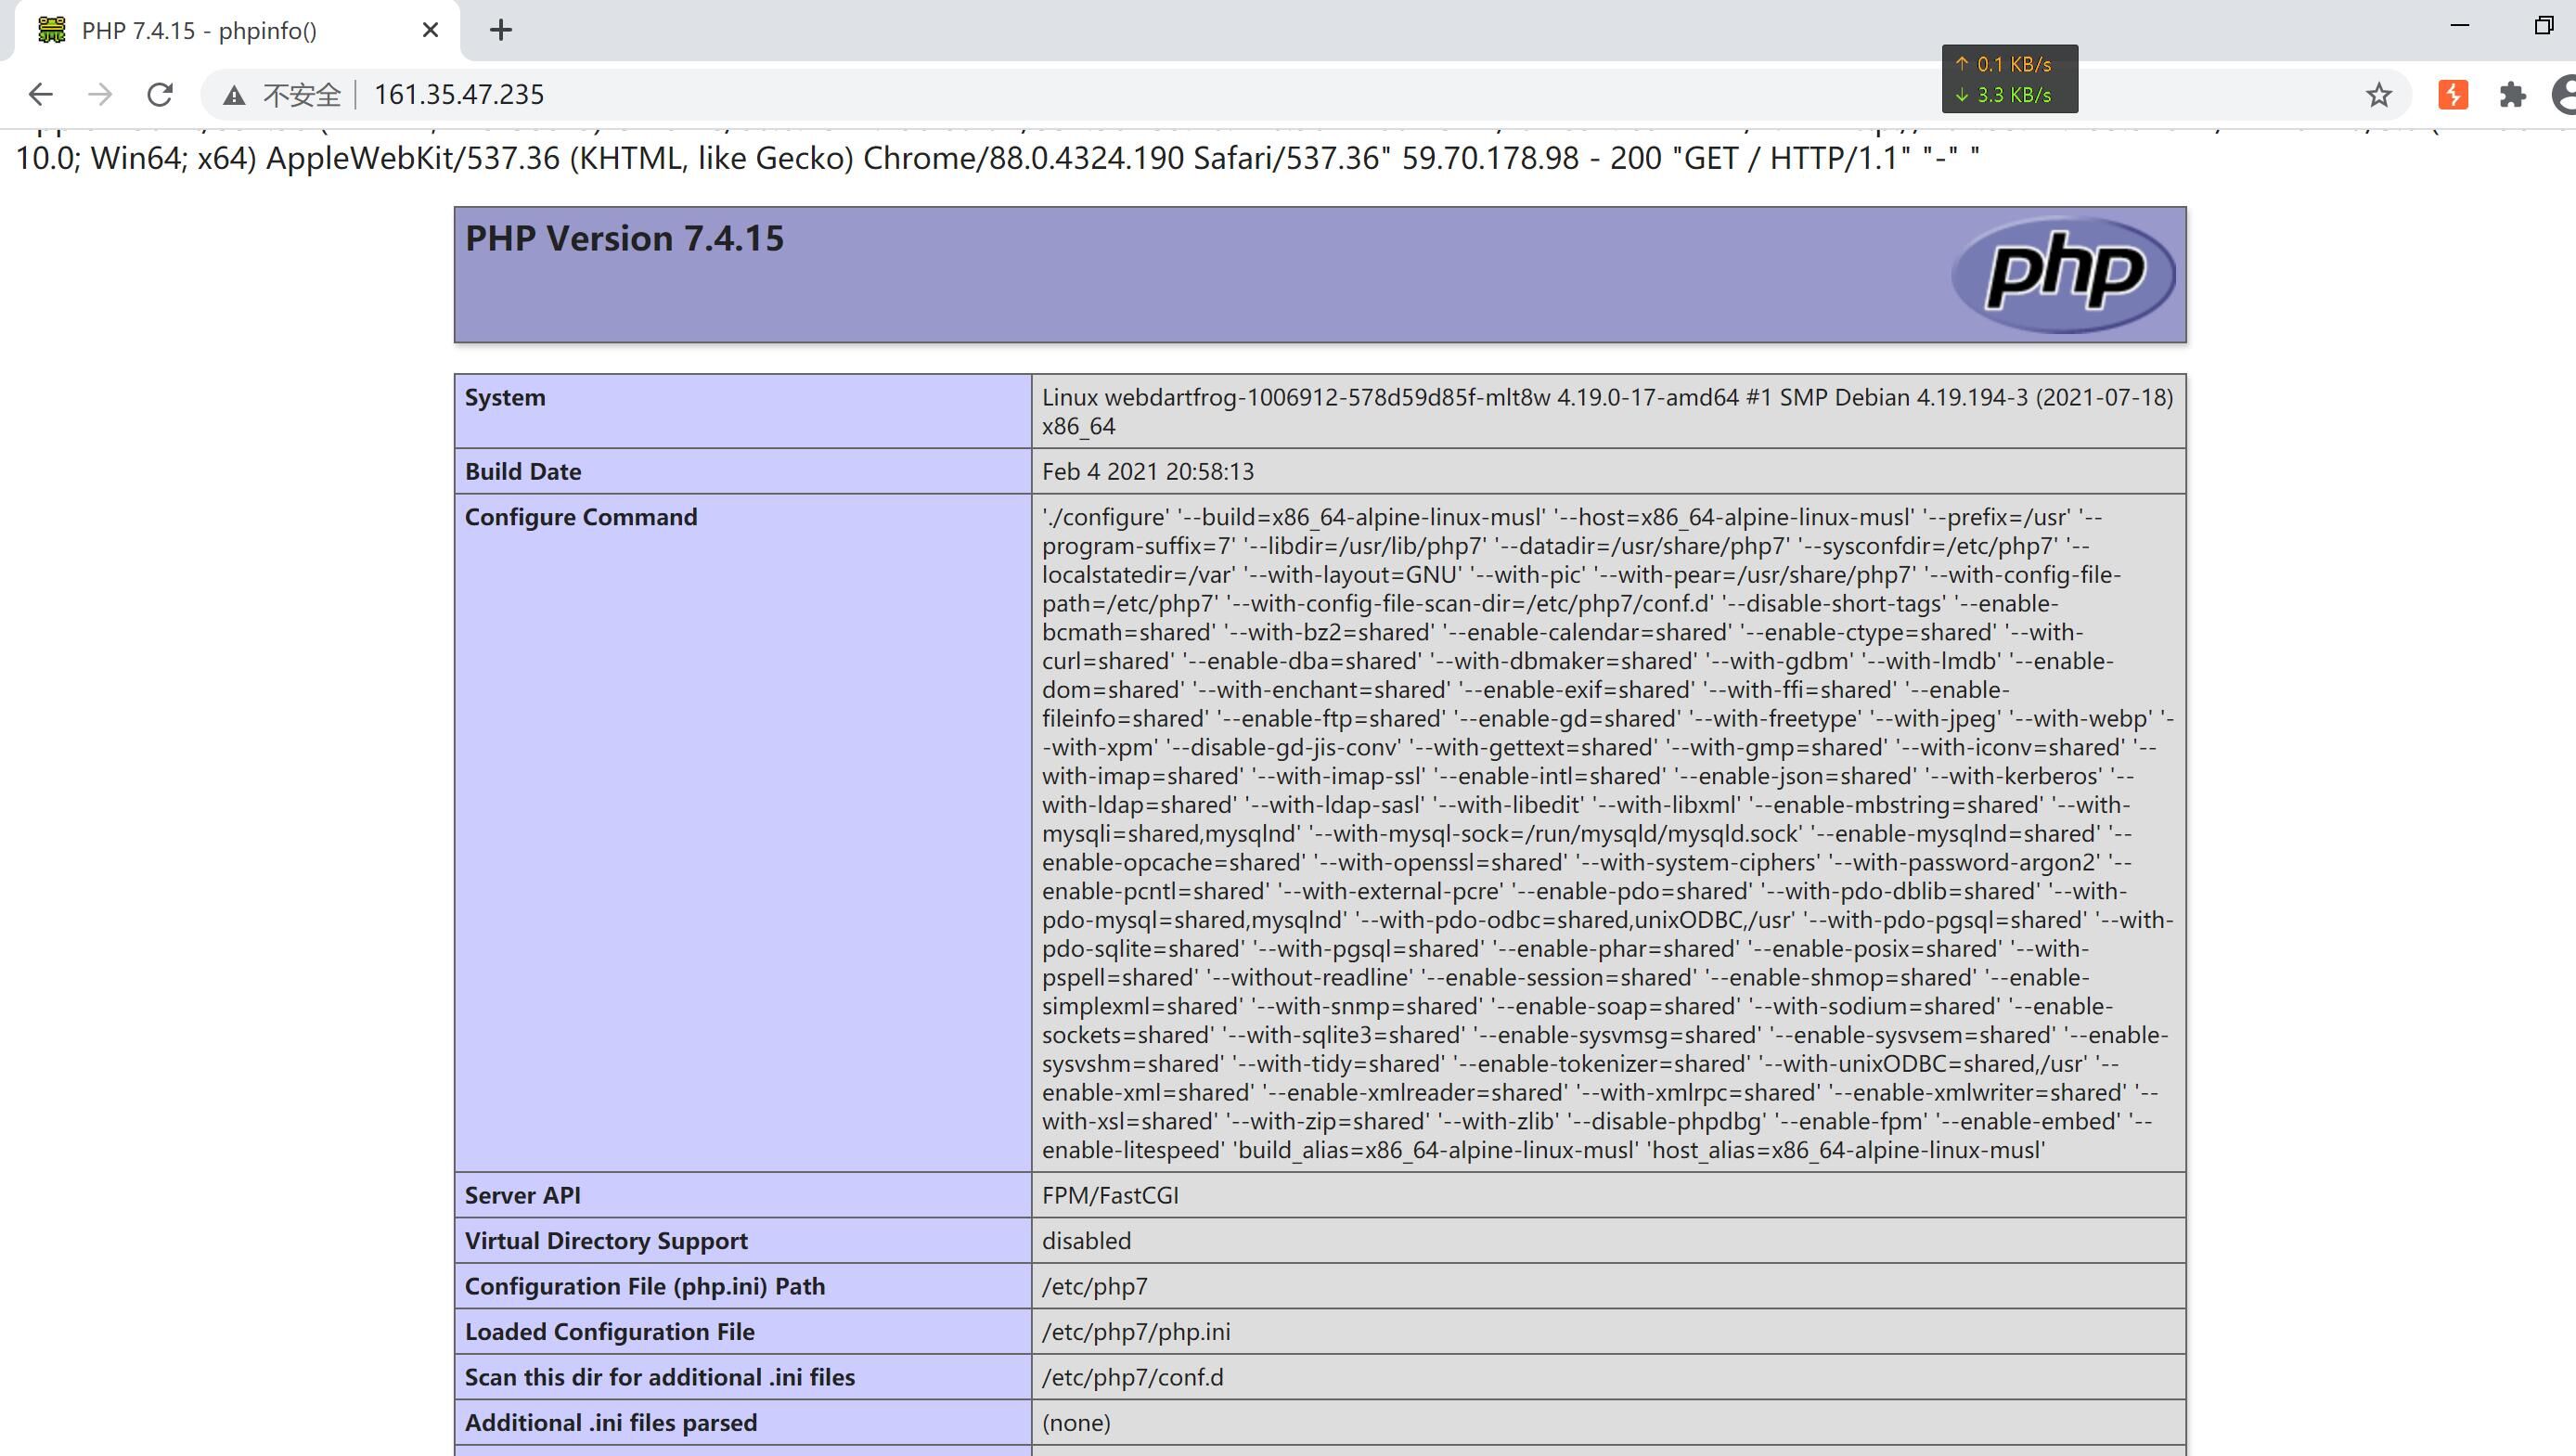 PHP 7.4.15 - phpinfo()
↑ 0.1 KB/s
↓ 3.3 KB/s
不安全 161.35.47.235
10.0; Win64; x64) AppleWebKit/537.36 (KHTML, like Gecko) Chrome/88.0.4324.190 Safari/537.36" 59.70.178.98 - 200 "GET / HTTP/1.1" "-" "
PHP Version 7.4.15
php
System
Linux webdartfrog-1006912-578d59d85f-mlt8w 4.19.0-17-amd64 #1 SMP Debian 4.19.194-3 (2021-07-18)
x86_64
Build Date
Feb 4 2021 20:58:13
Configure Command
'./configure' '--build=x86_64-alpine-linux-musl' '--host=x86_64-alpine-linux-musl' '--prefix=/usr' '--
program-suffix=7' '--libdir=/usr/lib/php7' '--datadir=/usr/share/php7' '--sysconfdir=/etc/php7' '--
localstatedir=/var' '--with-layout=GNU' '--with-pic' '--with-pear=/usr/share/php7' '--with-config-file-
path=/etc/php7' '--with-config-file-scan-dir=/etc/php7/conf.d' '--disable-short-tags' '--enable-
bcmath=shared' '--with-bz2=shared' '--enable-calendar=shared' '--enable-ctype=shared' '--with-
curl=shared' '--enable-dba=shared' '--with-dbmaker=shared' '--with-gdbm' '--with-lmdb' '--enable-
dom=shared' '--with-enchant=shared' '--enable-exif=shared' '--with-ffi=shared' '--enable-
fileinfo=shared' '--enable-ftp=shared' '--enable-gd=shared' '--with-freetype' '--with-jpeg' '--with-webp' '-
-with-xpm' '--disable-gd-jis-conv' '--with-gettext=shared' '--with-gmp=shared' '--with-iconv=shared' '--
with-imap=shared' '--with-imap-ssl' '--enable-intl=shared' '--enable-json=shared' '--with-kerberos' '--
with-ldap=shared' '--with-ldap-sasl' '--with-libedit' '--with-libxml' '--enable-mbstring=shared' '--with-
mysqli=shared,mysqlnd' '--with-mysql-sock=/run/mysqld/mysqld.sock' '--enable-mysqlnd=shared' '--
enable-opcache=shared' '--with-openssl=shared' '--with-system-ciphers' '--with-password-argon2' '--
enable-pcntl=shared' '--with-external-pcre' '--enable-pdo=shared' '--with-pdo-dblib=shared' '--with-
pdo-mysql=shared,mysqlnd' '--with-pdo-odbc=shared,unixODBC,/usr' '--with-pdo-pgsql=shared' '--with-
pdo-sqlite=shared' '--with-pgsql=shared' '--enable-phar=shared' '--enable-posix=shared' '--with-
pspell=shared' '--without-readline' '--enable-session=shared' '--enable-shmop=shared' '--enable-
simplexml=shared' '--with-snmp=shared' '--enable-soap=shared' '--with-sodium=shared' '--enable-
sockets=shared' '--with-sqlite3=shared' '--enable-sysvmsg=shared' '--enable-sysvsem=shared' '--enable-
sysvshm=shared' '--with-tidy=shared' '--enable-tokenizer=shared' '--with-unixODBC=shared,/usr' '--
enable-xml=shared' '--enable-xmlreader=shared' '--with-xmlrpc=shared' '--enable-xmlwriter=shared' '--
with-xsl=shared' '--with-zip=shared' '--with-zlib' '--disable-phpdbg' '--enable-fpm' '--enable-embed' '--
enable-litespeed' 'build_alias=x86_64-alpine-linux-musl' 'host_alias=x86_64-alpine-linux-musl'
Server API
FPM/FastCGI
Virtual Directory Support
disabled
Configuration File (php.ini) Path
/etc/php7
Loaded Configuration File
/etc/php7/php.ini
Scan this dir for additional .ini files
/etc/php7/conf.d
Additional .ini files parsed
(none)